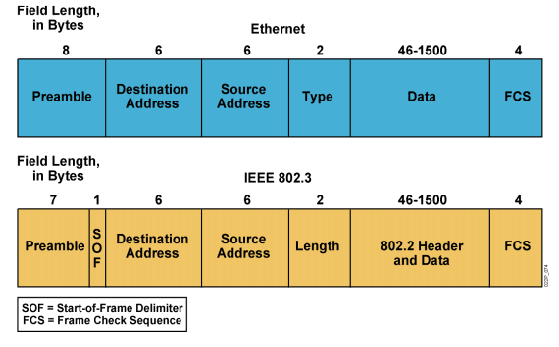 Field Length,
in Bytes
Ethernet
8 6 6 2 46-1500 4
Preamble Destination Address Source Address Type Data FCS
Field Length,
in Bytes
IEEE 802.3
7 1 6 6 2 46-1500 4
Preamble SOF Destination Address Source Address Length 802.2 Header and Data FCS
SOF = Start-of-Frame Delimiter
FCS = Frame Check Sequence